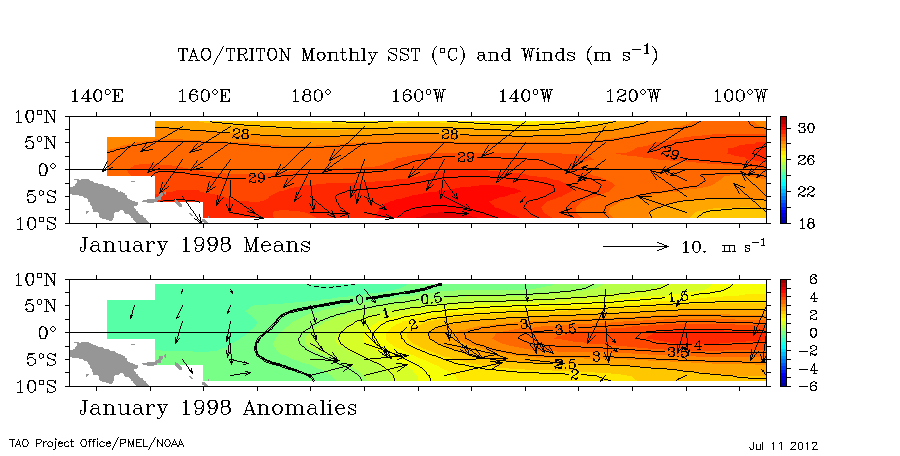 TAO/TRITON Monthly SST (°C) and Winds (m s⁻¹)
140°E 160°E 180° 160°W 140°W 120°W 100°W
10°N
5°N
0°
5°S
10°S
28 28 29 29 29
30
26
22
18
January 1998 Means
10. m s⁻¹
10°N
5°N
0°
5°S
10°S
0 0.5 1 2 3 3.5 1.5 4 3.5 3 2.5 2
6
4
2
0
−2
−4
−6
January 1998 Anomalies
TAO Project Office/PMEL/NOAA
Jul 11 2012